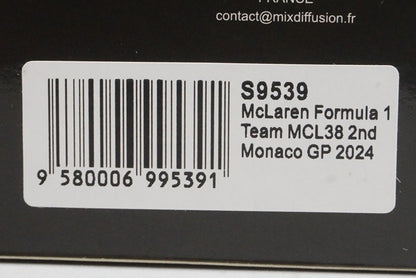 FRANCE
contact@mixdiffusion.fr
S9539
McLaren Formula 1
Team MCL38 2nd
Monaco GP 2024
9 580006 995391